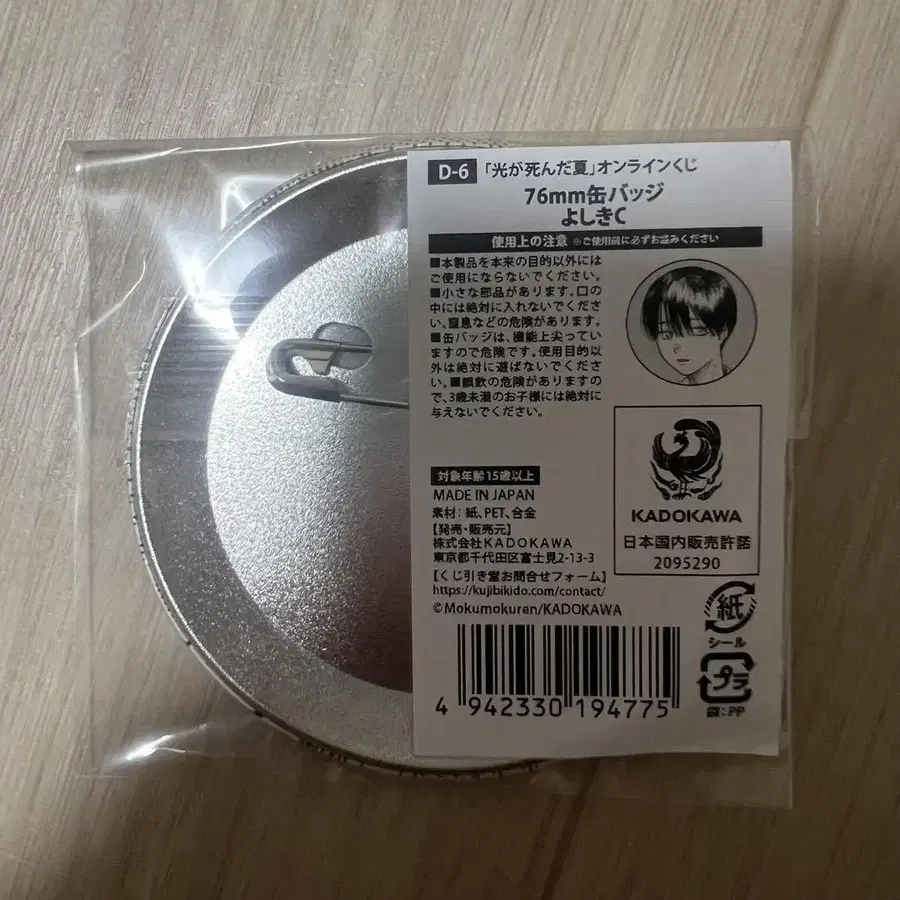 D-6 「光が死んだ夏」オンラインくじ
76mm缶バッジ
よしきC
使用上の注意 ※ご使用前に必ずお読みください
■本製品を本来の目的以外には
ご使用にならないでください。
■小さな部品があります。口の
中には絶対に入れないでくださ
い。窒息などの危険があります。
■缶バッジは、機能上尖ってい
ますので危険です。使用目的以
外は絶対に遊ばないでくださ
い。■誤飲の危険がありますの
で、3歳未満のお子様には絶対に
与えないでください。
対象年齢15歳以上
MADE IN JAPAN
素材: 紙、PET、合金
【発売・販売元】
株式会社KADOKAWA
東京都千代田区富士見2-13-3
【くじ引き堂お問合せフォーム】
https://kujibikido.com/contact/
©Mokumokuren/KADOKAWA
4 942330 194775
KADOKAWA
日本国内販売許諾
2095290
紙
シール
プラ
袋:PP